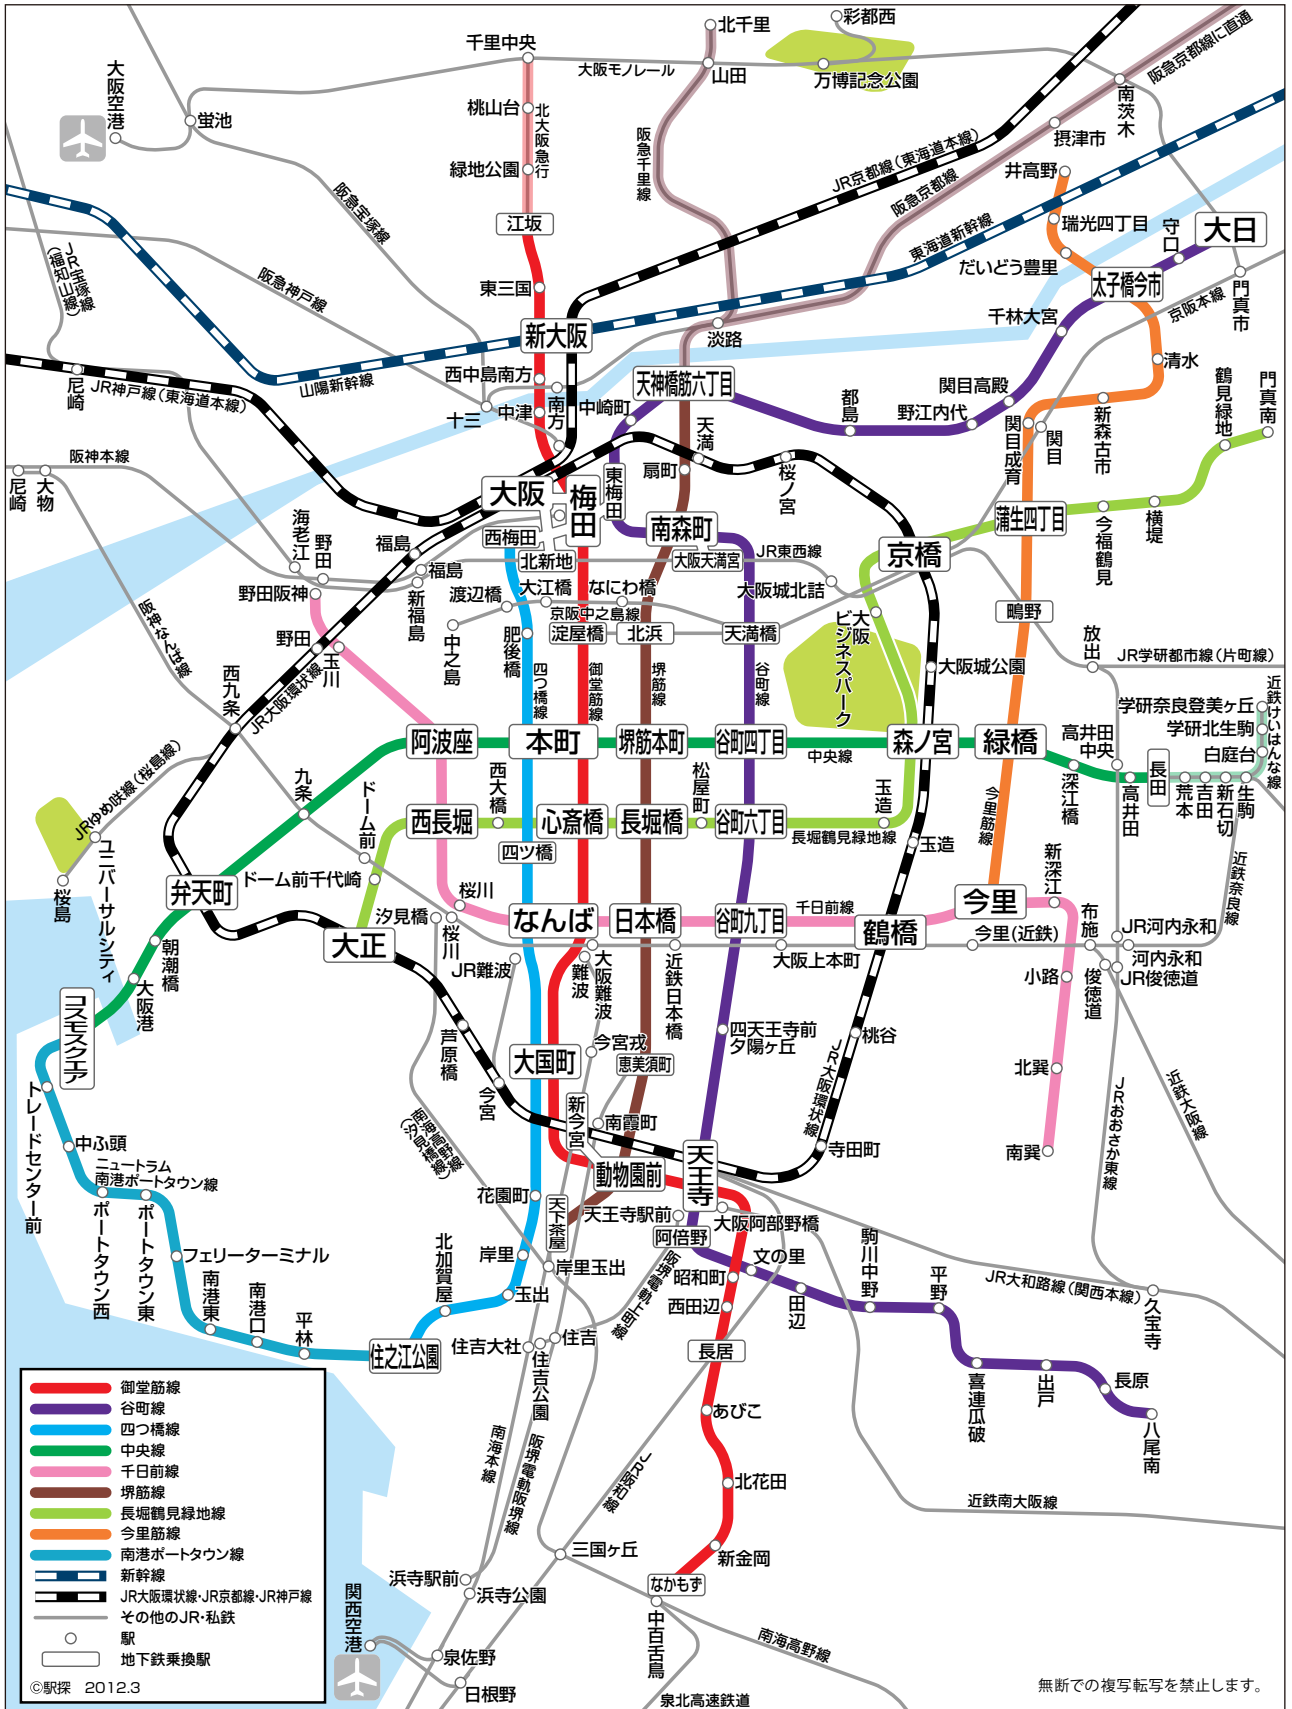 北千里
彩都西
千里中央
大阪モノレール
山田
万博記念公園
阪急京都線に直通
大阪空港
蛍池
桃山台
北大阪急行
緑地公園
阪急千里線
南茨木
摂津市
JR京都線(東海道本線)
阪急京都線
井高野
江坂
阪急宝塚線
東海道新幹線
瑞光四丁目
守口
大日
だいどう豊里
太子橋今市
JR宝塚線
(福知山線)
阪急神戸線
東三国
新大阪
淡路
千林大宮
京阪本線
門真市
山陽新幹線
西中島南方
南方
天神橋筋六丁目
関目高殿
清水
尼崎
JR神戸線(東海道本線)
十三
中津
中崎町
都島
野江内代
関目成育
関目
新森古市
鶴見緑地
門真南
阪神本線
天満
扇町
桜ノ宮
尼崎
大物
大阪
梅田
東梅田
南森町
蒲生四丁目
今福鶴見
横堤
海老江
野田
福島
西梅田
北新地
大阪天満宮
JR東西線
京橋
福島
新福島
野田阪神
渡辺橋
大江橋
なにわ橋
京阪中之島線
大阪城北詰
鴫野
阪神なんば線
中之島
肥後橋
淀屋橋
北浜
天満橋
大阪ビジネスパーク
放出
JR学研都市線(片町線)
野田
玉川
四つ橋線
御堂筋線
堺筋線
谷町線
大阪城公園
西九条
JR大阪環状線
学研奈良登美ヶ丘
学研北生駒
白庭台
近鉄けいはんな線
阿波座
本町
堺筋本町
谷町四丁目
中央線
森ノ宮
緑橋
高井田中央
深江橋
高井田
長田
荒本
吉田
新石切
生駒
JRゆめ咲線(桜島線)
九条
ドーム前
西大橋
松屋町
玉造
今里筋線
西長堀
心斎橋
長堀橋
谷町六丁目
長堀鶴見緑地線
玉造
四ツ橋
ユニバーサルシティ
桜島
弁天町
ドーム前千代崎
新深江
近鉄奈良線
汐見橋
桜川
桜川
なんば
日本橋
谷町九丁目
千日前線
鶴橋
今里
今里(近鉄)
布施
JR河内永和
河内永和
JR俊徳道
俊徳道
大正
JR難波
難波
大阪難波
近鉄日本橋
大阪上本町
朝潮橋
大阪港
コスモスクエア
小路
四天王寺前
夕陽ヶ丘
桃谷
芦原橋
大国町
今宮戎
恵美須町
北巽
JR大阪環状線
今宮
新今宮
南霞町
JRおおさか東線
近鉄大阪線
トレードセンター前
中ふ頭
ニュートラム
南港ポートタウン線
南海高野線
(汐見橋線)
動物園前
天王寺
寺田町
南巽
ポートタウン西
ポートタウン東
花園町
天下茶屋
天王寺駅前
大阪阿部野橋
阿倍野
フェリーターミナル
北加賀屋
岸里
岸里玉出
阪堺電軌上町線
昭和町
文の里
駒川中野
平野
JR大和路線(関西本線)
久宝寺
玉出
西田辺
田辺
南港東
南港口
平林
住之江公園
住吉大社
住吉公園
住吉
長居
喜連瓜破
出戸
長原
八尾南
御堂筋線
谷町線
四つ橋線
中央線
千日前線
堺筋線
長堀鶴見緑地線
今里筋線
南港ポートタウン線
新幹線
JR大阪環状線・JR京都線・JR神戸線
その他のJR・私鉄
駅
地下鉄乗換駅
©駅探 2012.3
あびこ
南海本線
阪堺電軌阪堺線
JR阪和線
北花田
近鉄南大阪線
三国ヶ丘
新金岡
浜寺駅前
浜寺公園
なかもず
中百舌鳥
南海高野線
関西空港
泉佐野
日根野
泉北高速鉄道
無断での複写転写を禁止します。